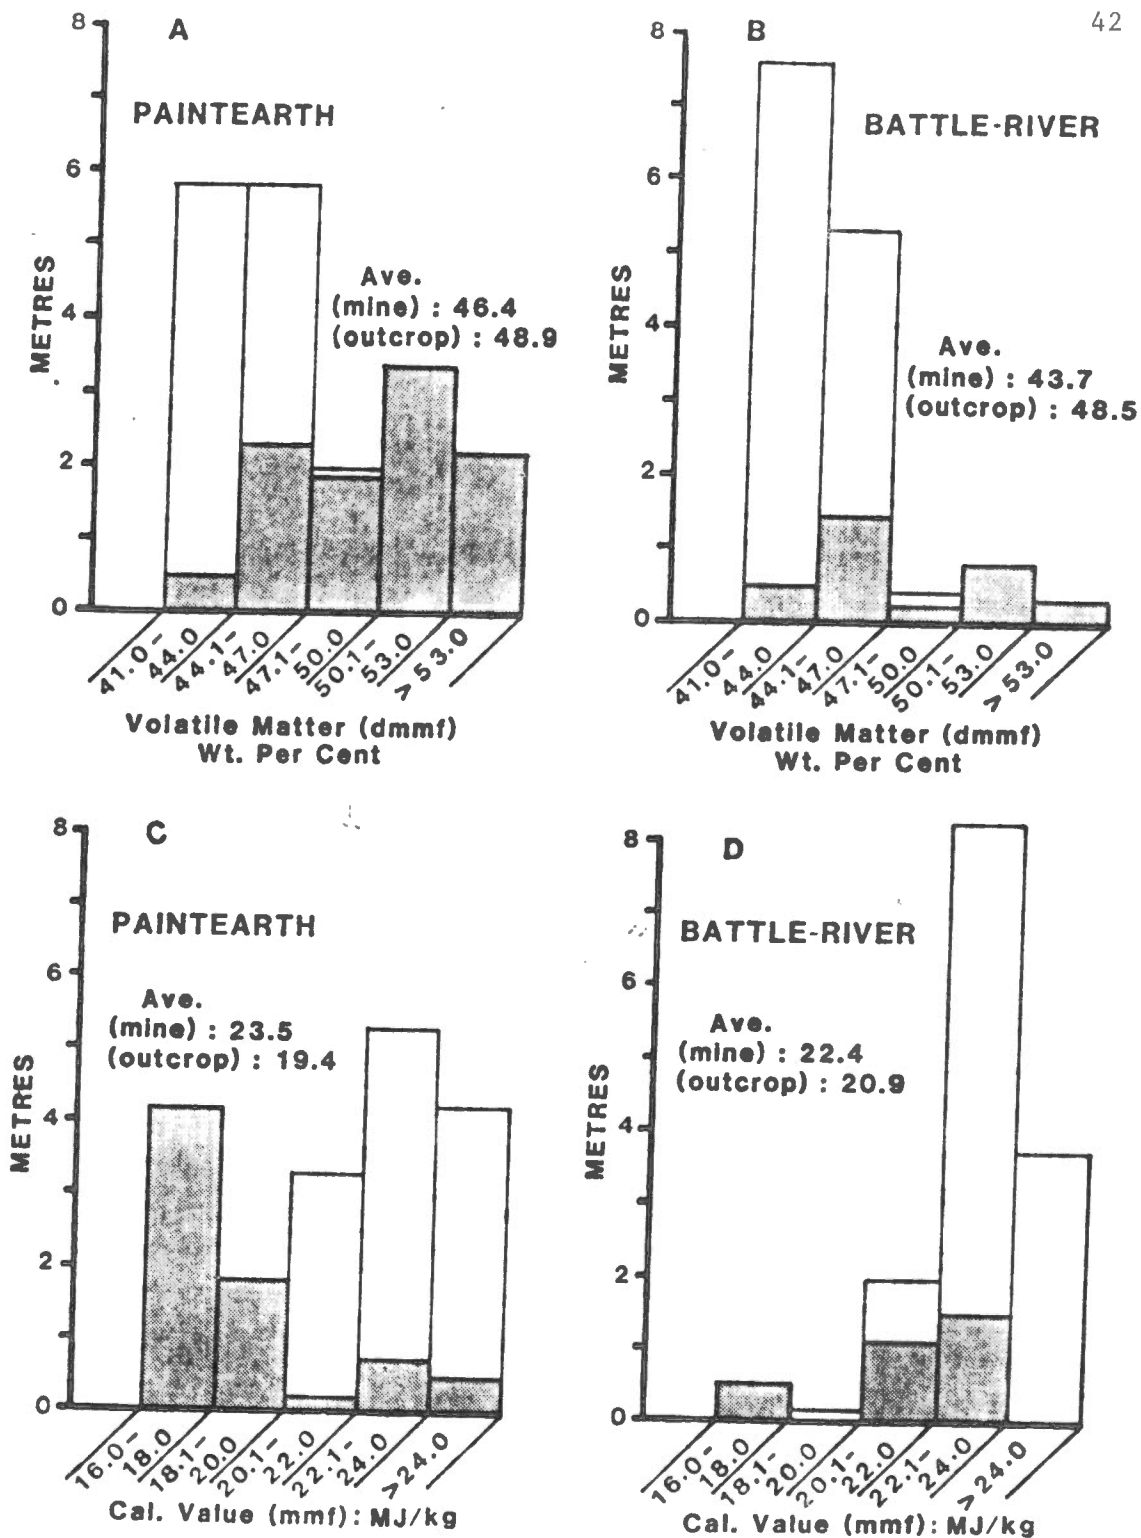 42
A
PAINTEARTH
8
6
4
2
0
METRES
Ave.
(mine) : 46.4
(outcrop) : 48.9
41.0–
44.0
44.1–
47.0
47.1–
50.0
50.1–
53.0
> 53.0
Volatile Matter (dmmf)
Wt. Per Cent
B
BATTLE-RIVER
8
6
4
2
0
METRES
Ave.
(mine) : 43.7
(outcrop) : 48.5
41.0–
44.0
44.1–
47.0
47.1–
50.0
50.1–
53.0
> 53.0
Volatile Matter (dmmf)
Wt. Per Cent
C
PAINTEARTH
8
6
4
2
0
METRES
Ave.
(mine) : 23.5
(outcrop) : 19.4
16.0–
18.0
18.1–
20.0
20.1–
22.0
22.1–
24.0
>24.0
Cal. Value (mmf): MJ/kg
D
BATTLE-RIVER
8
6
4
2
0
METRES
Ave.
(mine) : 22.4
(outcrop) : 20.9
16.0–
18.0
18.1–
20.0
20.1–
22.0
22.1–
24.0
>24.0
Cal. Value (mmf): MJ/kg